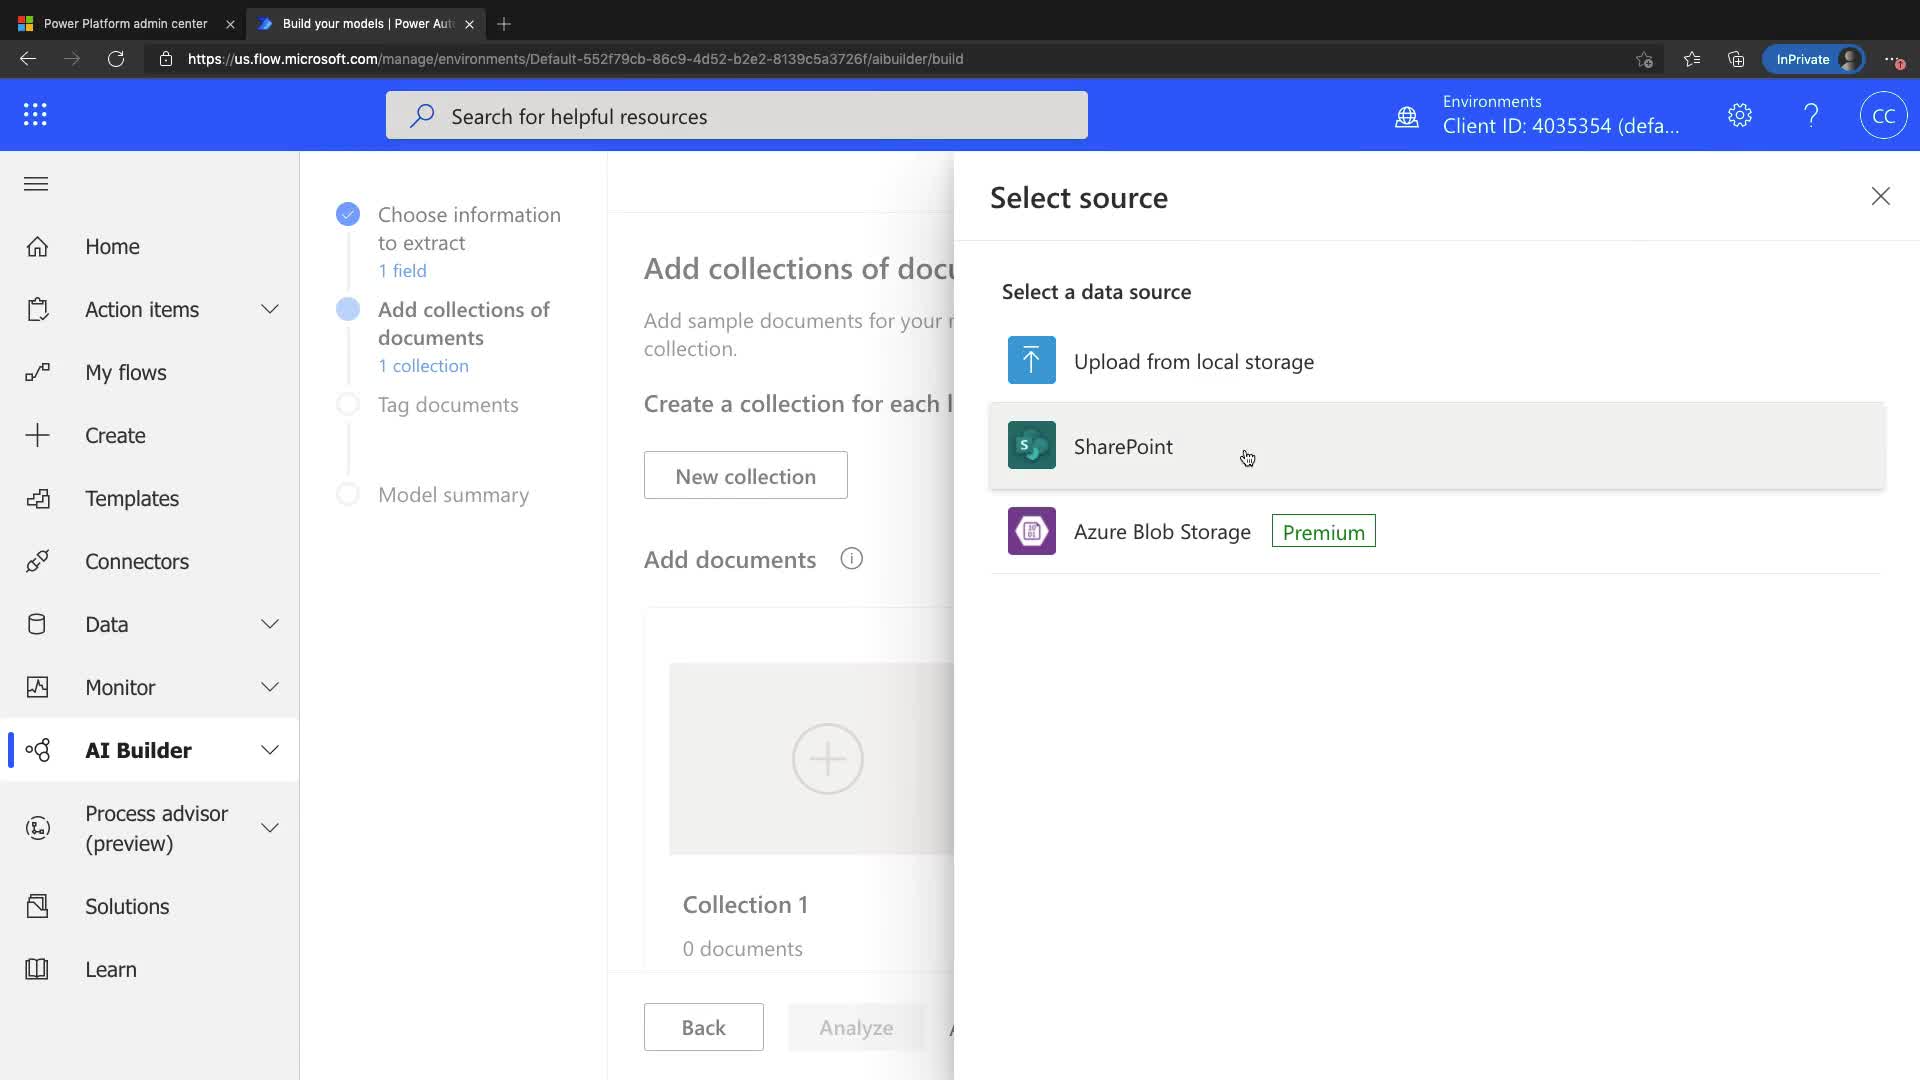 Power Platform admin center
Build your models | Power Aut
https://us.flow.microsoft.com/manage/environments/Default-552f79cb-86c9-4d52-b2e2-8139c5a3726f/aibuilder/build
InPrivate
Search for helpful resources
Environments
Client ID: 4035354 (defa...
CC
Home
Action items
My flows
Create
Templates
Connectors
Data
Monitor
AI Builder
Process advisor
(preview)
Solutions
Learn
Choose information
to extract
1 field
Add collections of
documents
1 collection
Tag documents
Model summary
Add collections of docu
Add sample documents for your
collection.
Create a collection for each l
New collection
Add documents
Collection 1
0 documents
Back
Analyze
Select source
Select a data source
Upload from local storage
SharePoint
Azure Blob Storage
Premium